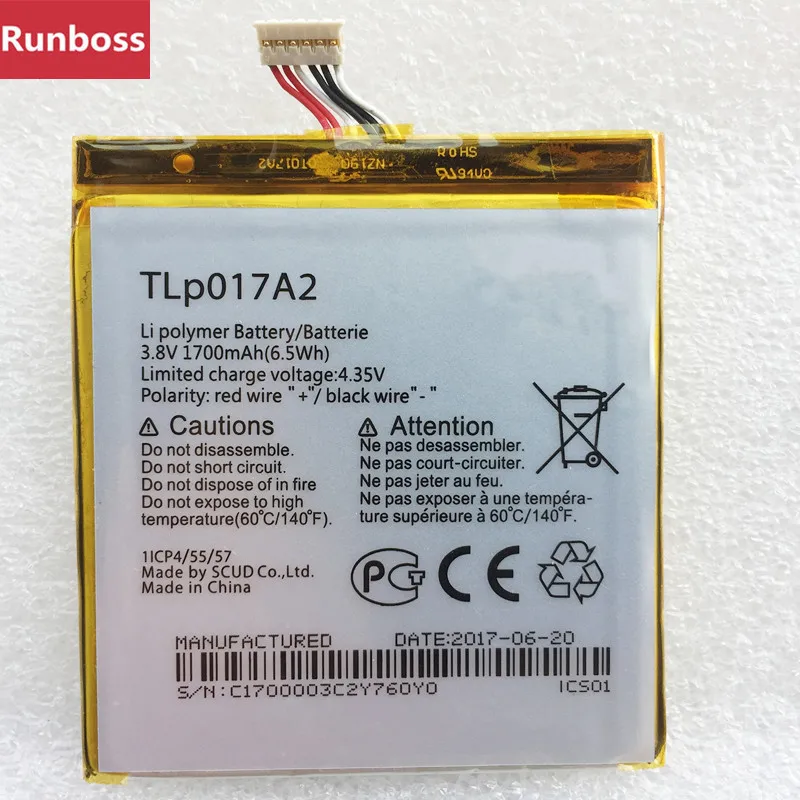 Runboss
ROHS
94V0
TLp017A2
Li polymer Battery/Batterie
3.8V 1700mAh(6.5Wh)
Limited charge voltage:4.35V
Polarity: red wire "+"/ black wire"-"
⚠ Cautions
Do not disassemble.
Do not short circuit.
Do not dispose of in fire
Do not expose to high
temperature(60°C/140°F).
⚠ Attention
Ne pas desassembler.
Ne pas court-circuiter.
Ne pas jeter au feu.
Ne pas exposer à une tempéra-
ture supérieure à 60°C/140°F.
1ICP4/55/57
Made by SCUD Co.,Ltd.
Made in China
PCT
CE
MANUFACTURED DATE:2017-06-20
S/N:C1700003C2Y760Y0 ICS01